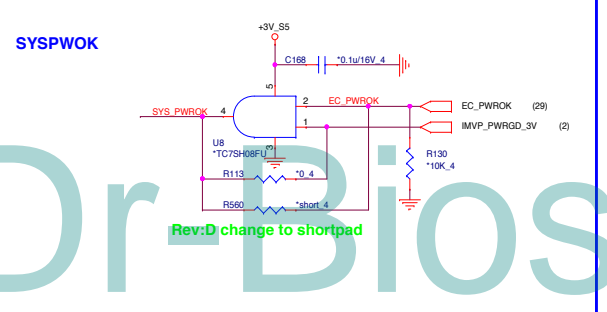 +3V_S5
SYSPWOK
C168 *0.1u/16V_4
5
SYS_PWROK 4
2 EC_PWROK
EC_PWROK (29)
1
IMVP_PWRGD_3V (2)
U8
*TC7SH08FU
3
R130
*10K_4
R113 *0_4
R560 *short_4
Rev:D change to shortpad
Dr-Bios